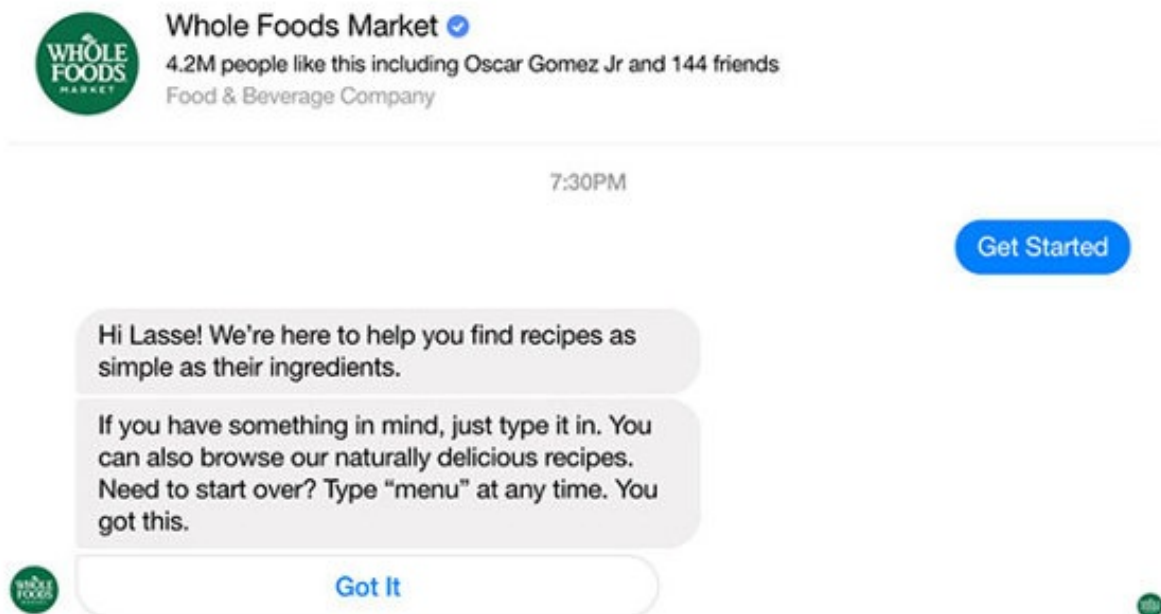 WHOLE
FOODS
MARKET
Whole Foods Market
4.2M people like this including Oscar Gomez Jr and 144 friends
Food & Beverage Company
7:30PM
Get Started
Hi Lasse! We're here to help you find recipes as
simple as their ingredients.
If you have something in mind, just type it in. You
can also browse our naturally delicious recipes.
Need to start over? Type “menu” at any time. You
got this.
WHOLE
FOODS
Got It